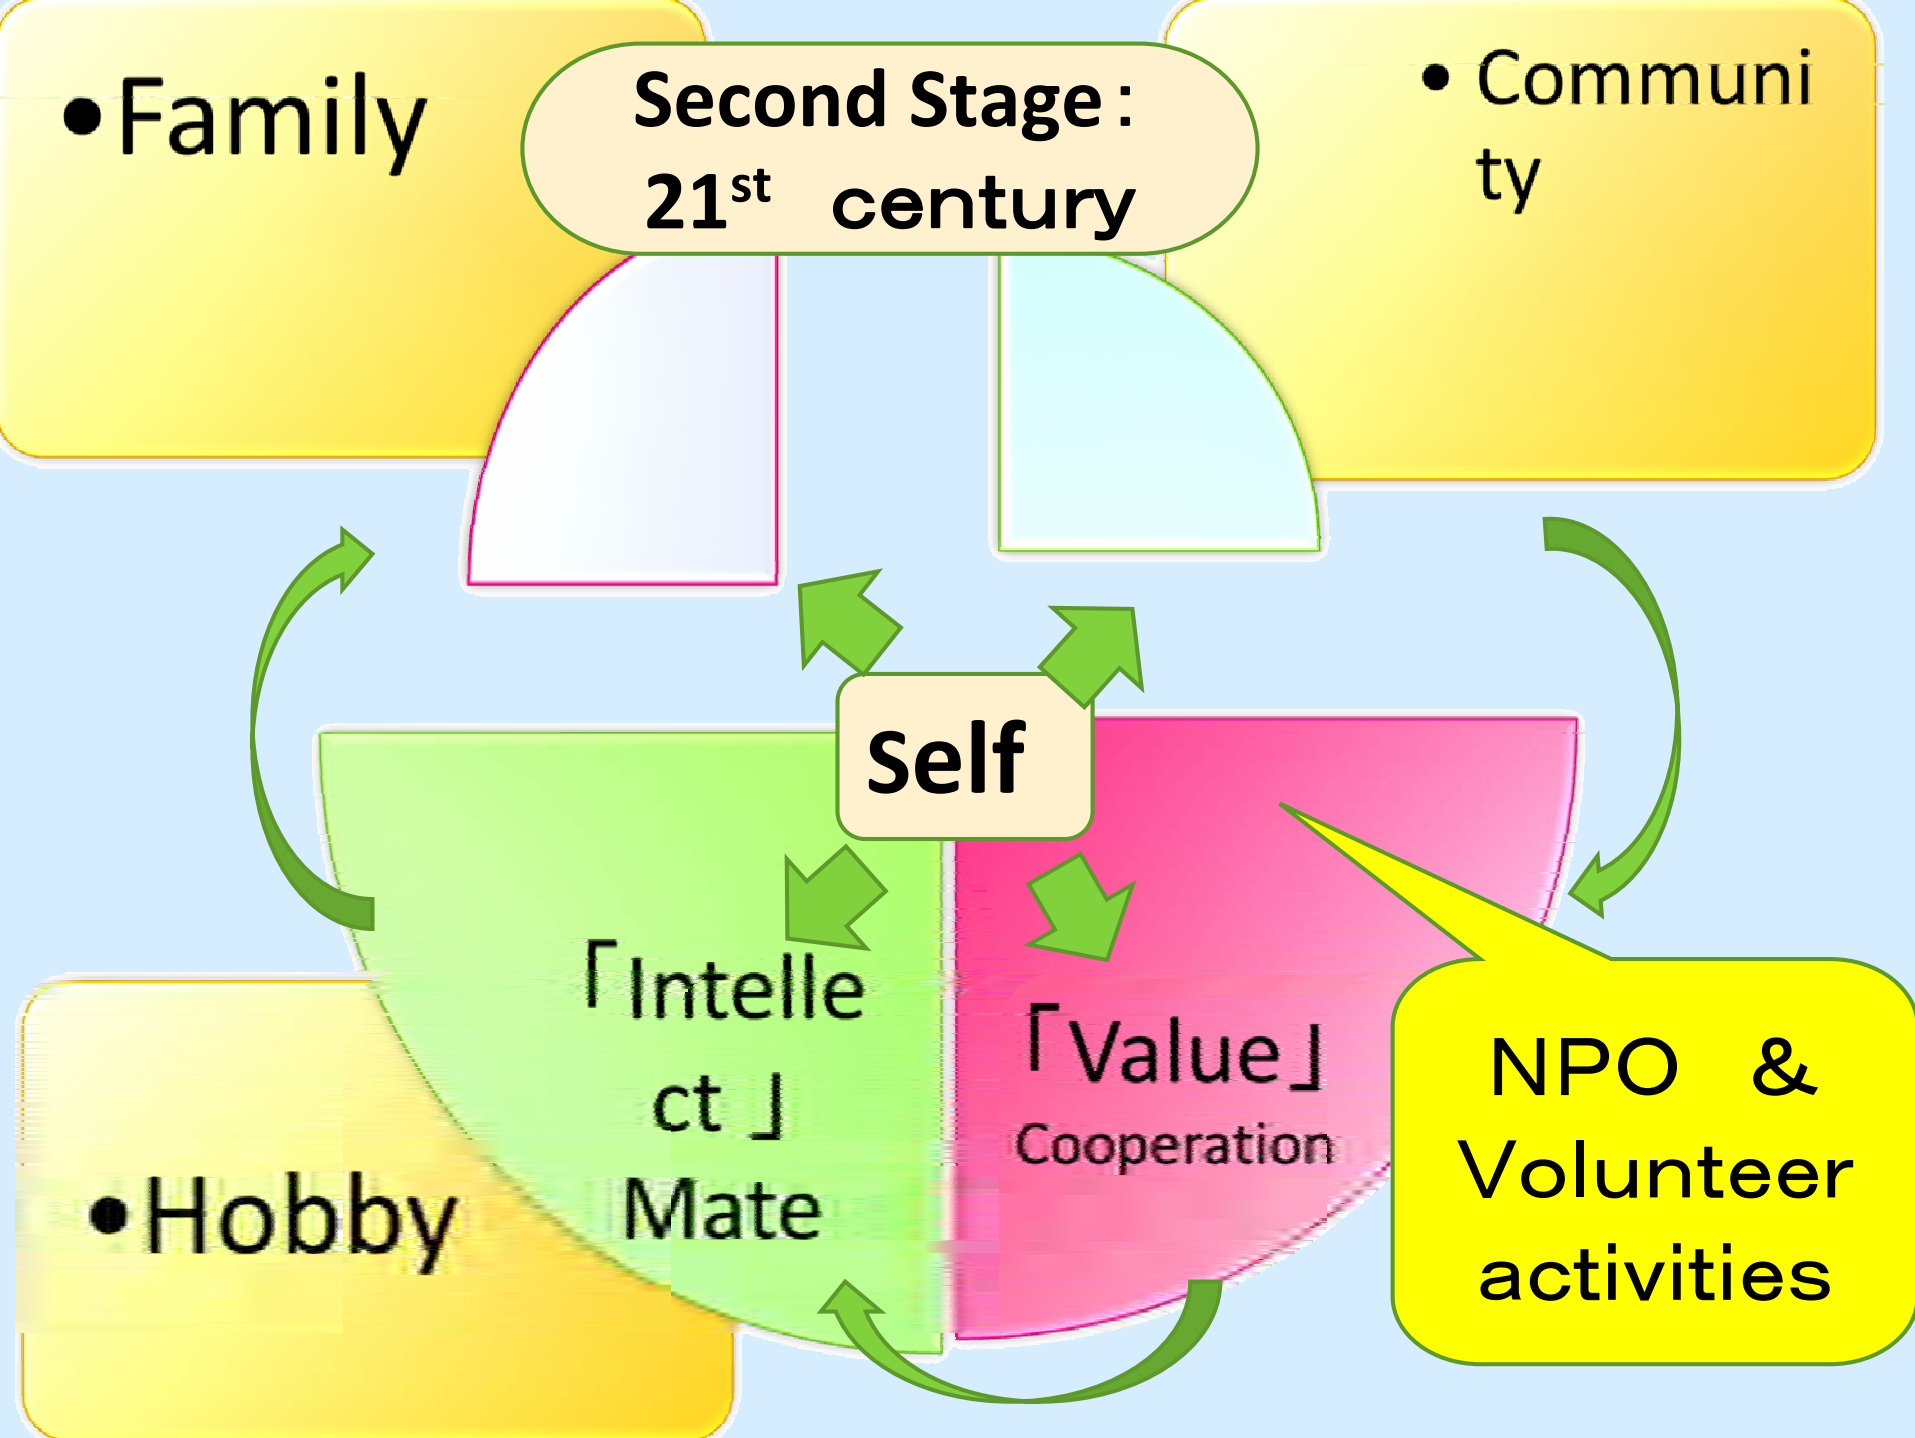 •Family
Second Stage:
21st century
• Communi
ty
Self
「Intelle
ct」
Mate
「Value」
Cooperation
•Hobby
NPO &
Volunteer
activities